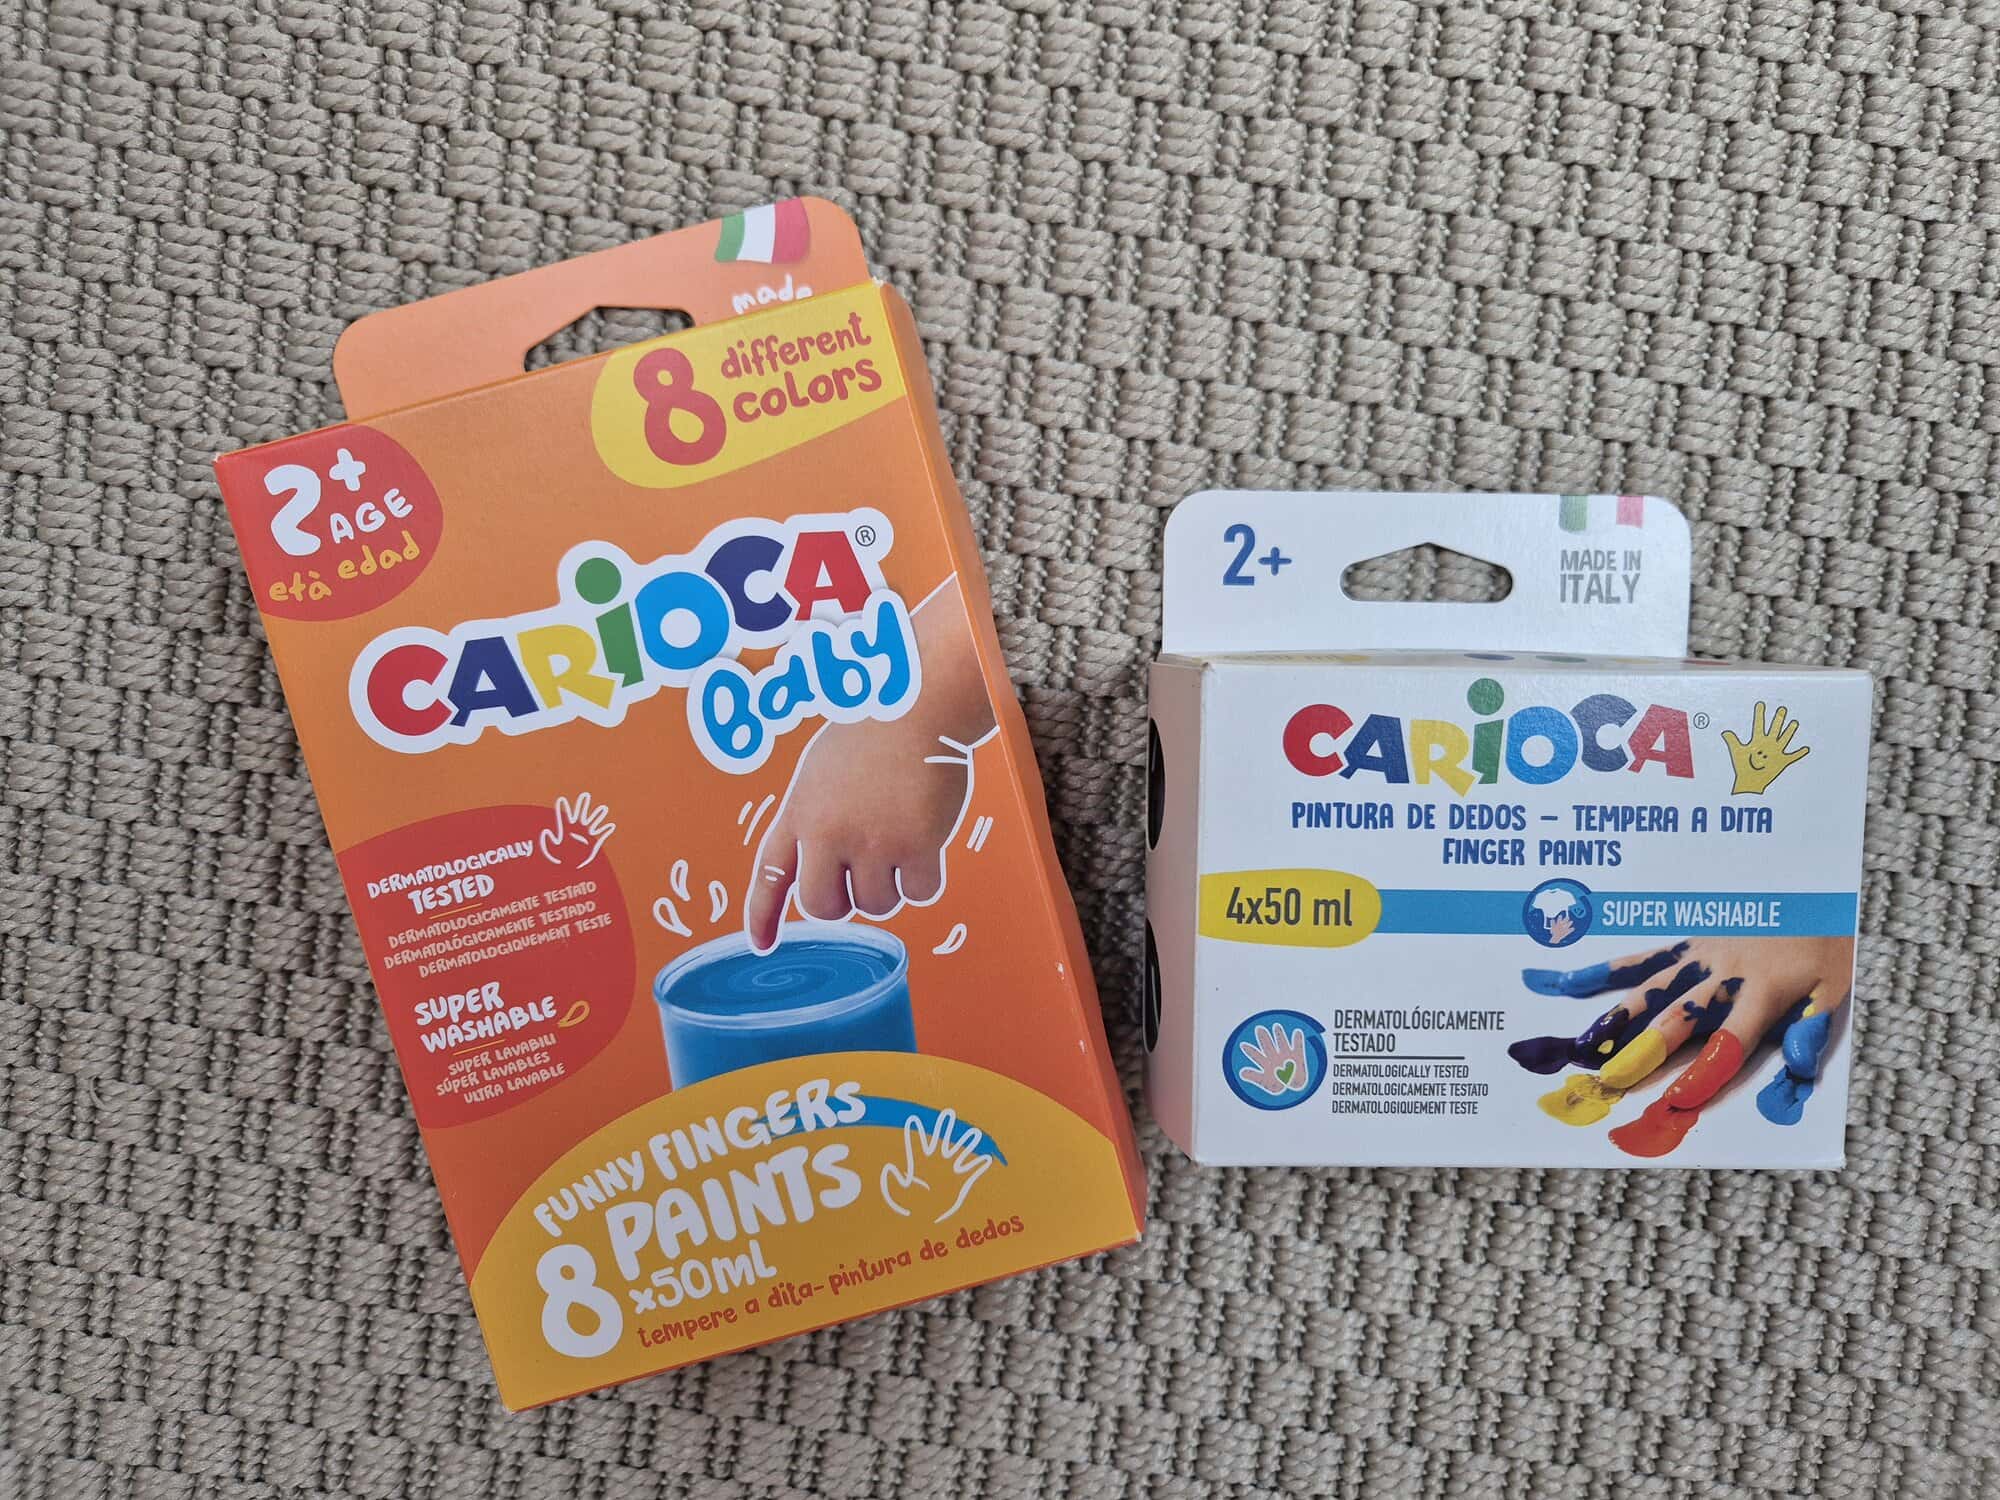 made
8 different
colors
2+
AGE
età edad
CARIOCA®
Baby
DERMATOLOGICALLY
TESTED
DERMATOLOGICAMENTE TESTATO
DERMATOLÓGICAMENTE TESTADO
DERMATOLOGIQUEMENT TESTE
SUPER
WASHABLE
SUPER LAVABILI
SÚPER LAVABLES
ULTRA LAVABLE
FUNNY FINGERS
8 PAINTS
x50ML
tempere a dita-pintura de dedos
2+
MADE IN
ITALY
CARIOCA®
PINTURA DE DEDOS – TEMPERA A DITA
FINGER PAINTS
4x50 ml
SUPER WASHABLE
DERMATOLÓGICAMENTE
TESTADO
DERMATOLOGICALLY TESTED
DERMATOLOGICAMENTE TESTATO
DERMATOLOGIQUEMENT TESTE